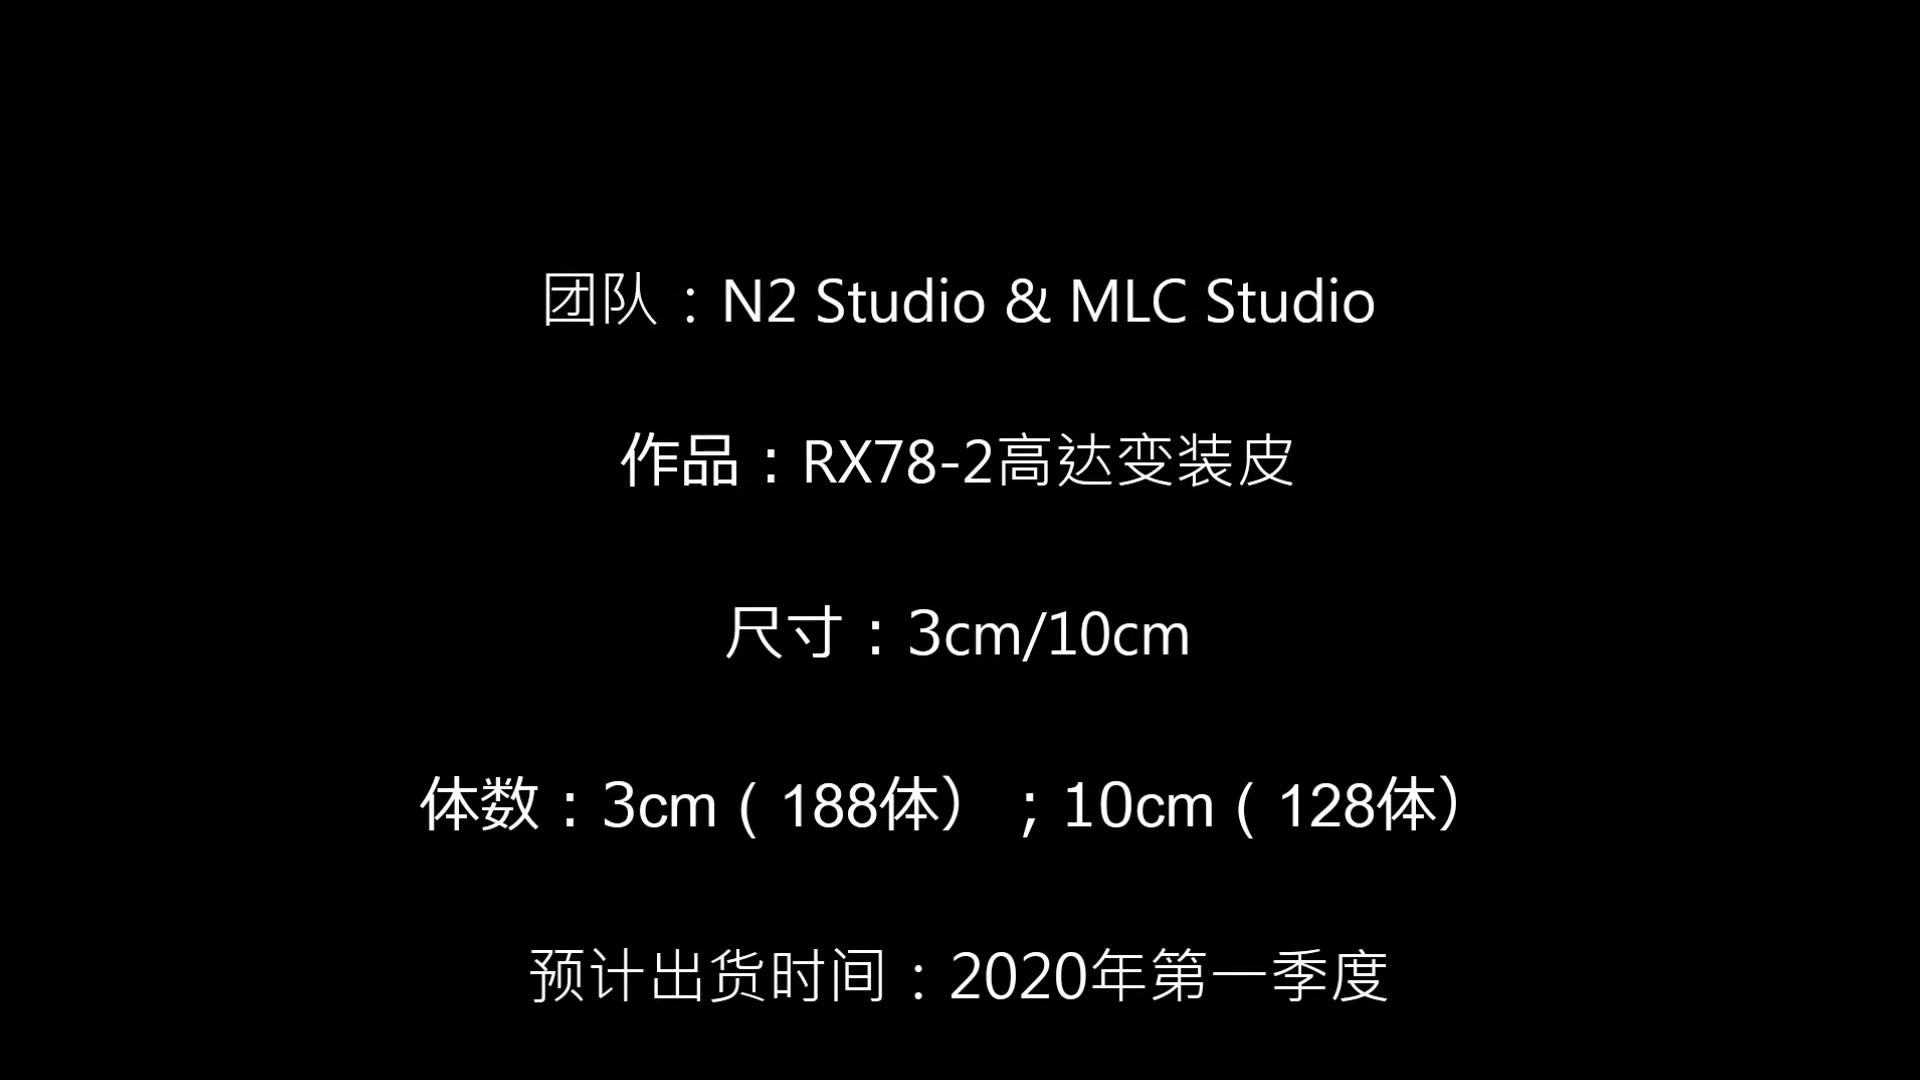 团队：N2 Studio & MLC Studio
作品：RX78-2高达变装皮
尺寸：3cm/10cm
体数：3cm（188体）；10cm（128体）
预计出货时间：2020年第一季度